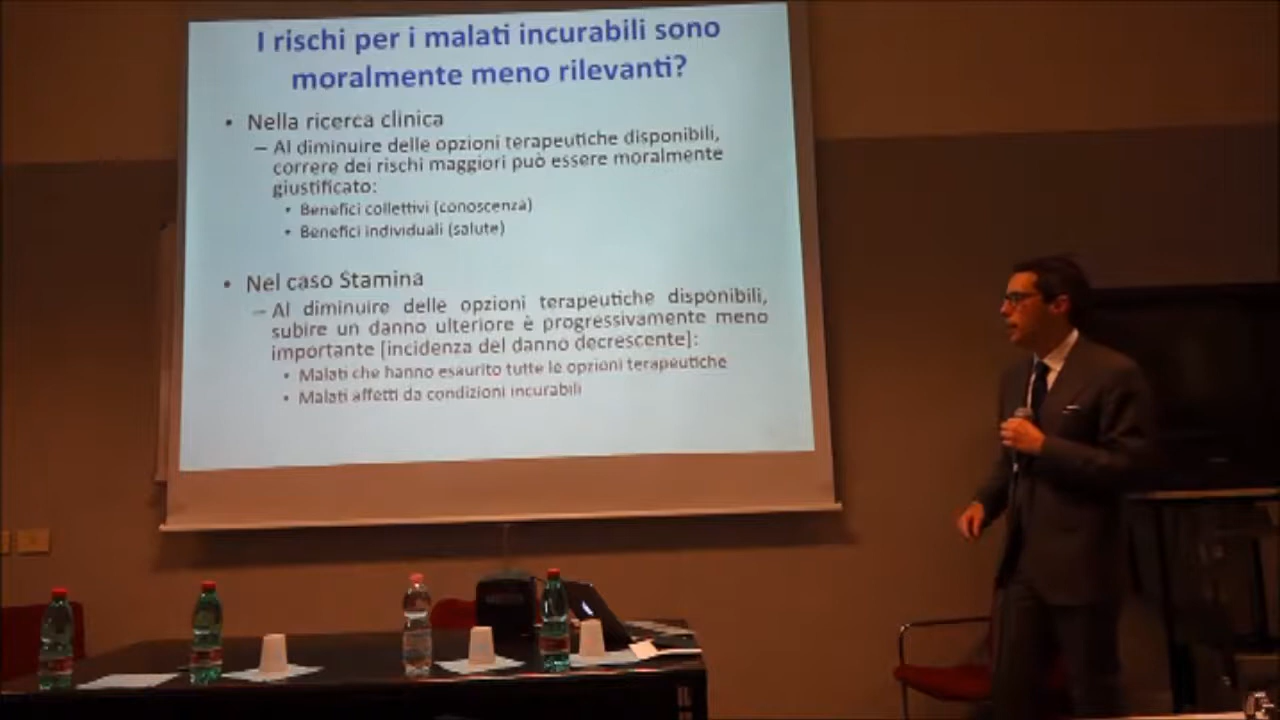 I rischi per i malati incurabili sono
moralmente meno rilevanti?
• Nella ricerca clinica
– Al diminuire delle opzioni terapeutiche disponibili,
correre dei rischi maggiori può essere moralmente
giustificato:
• Benefici collettivi (conoscenza)
• Benefici individuali (salute)
• Nel caso Stamina
– Al diminuire delle opzioni terapeutiche disponibili,
subire un danno ulteriore è progressivamente meno
importante [incidenza del danno decrescente]:
• Malati che hanno esaurito tutte le opzioni terapeutiche
• Malati affetti da condizioni incurabili